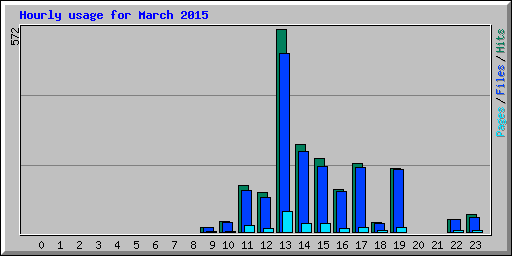 Hourly usage for March 2015
572
Pages/Files/Hits
0 1 2 3 4 5 6 7 8 9 10 11 12 13 14 15 16 17 18 19 20 21 22 23